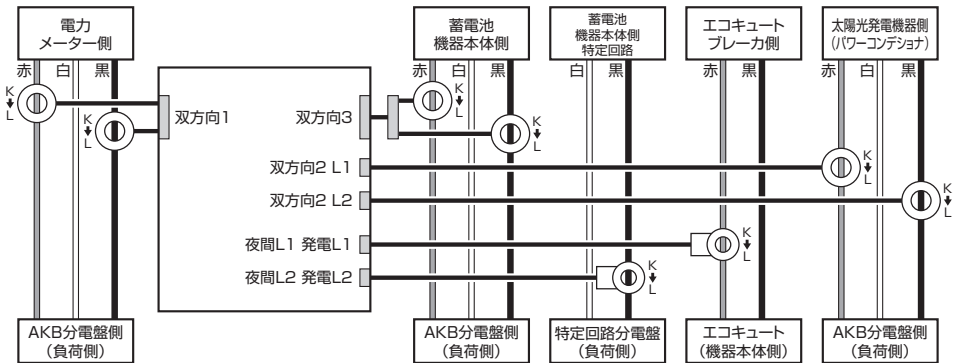 電力
メーター側
蓄電池
機器本体側
蓄電池
機器本体側
特定回路
エコキュート
ブレーカ側
太陽光発電機器側
(パワーコンデショナ)
赤 白 黒
赤 白 黒
白 黒
赤 黒
赤 白 黒
K
L
K
L
双方向1
双方向3
K
L
K
L
双方向2 L1
K
L
双方向2 L2
K
L
夜間L1 発電L1
K
L
夜間L2 発電L2
K
L
AKB分電盤側
(負荷側)
AKB分電盤側
(負荷側)
特定回路分電盤
(負荷側)
エコキュート
(機器本体側)
AKB分電盤側
(負荷側)